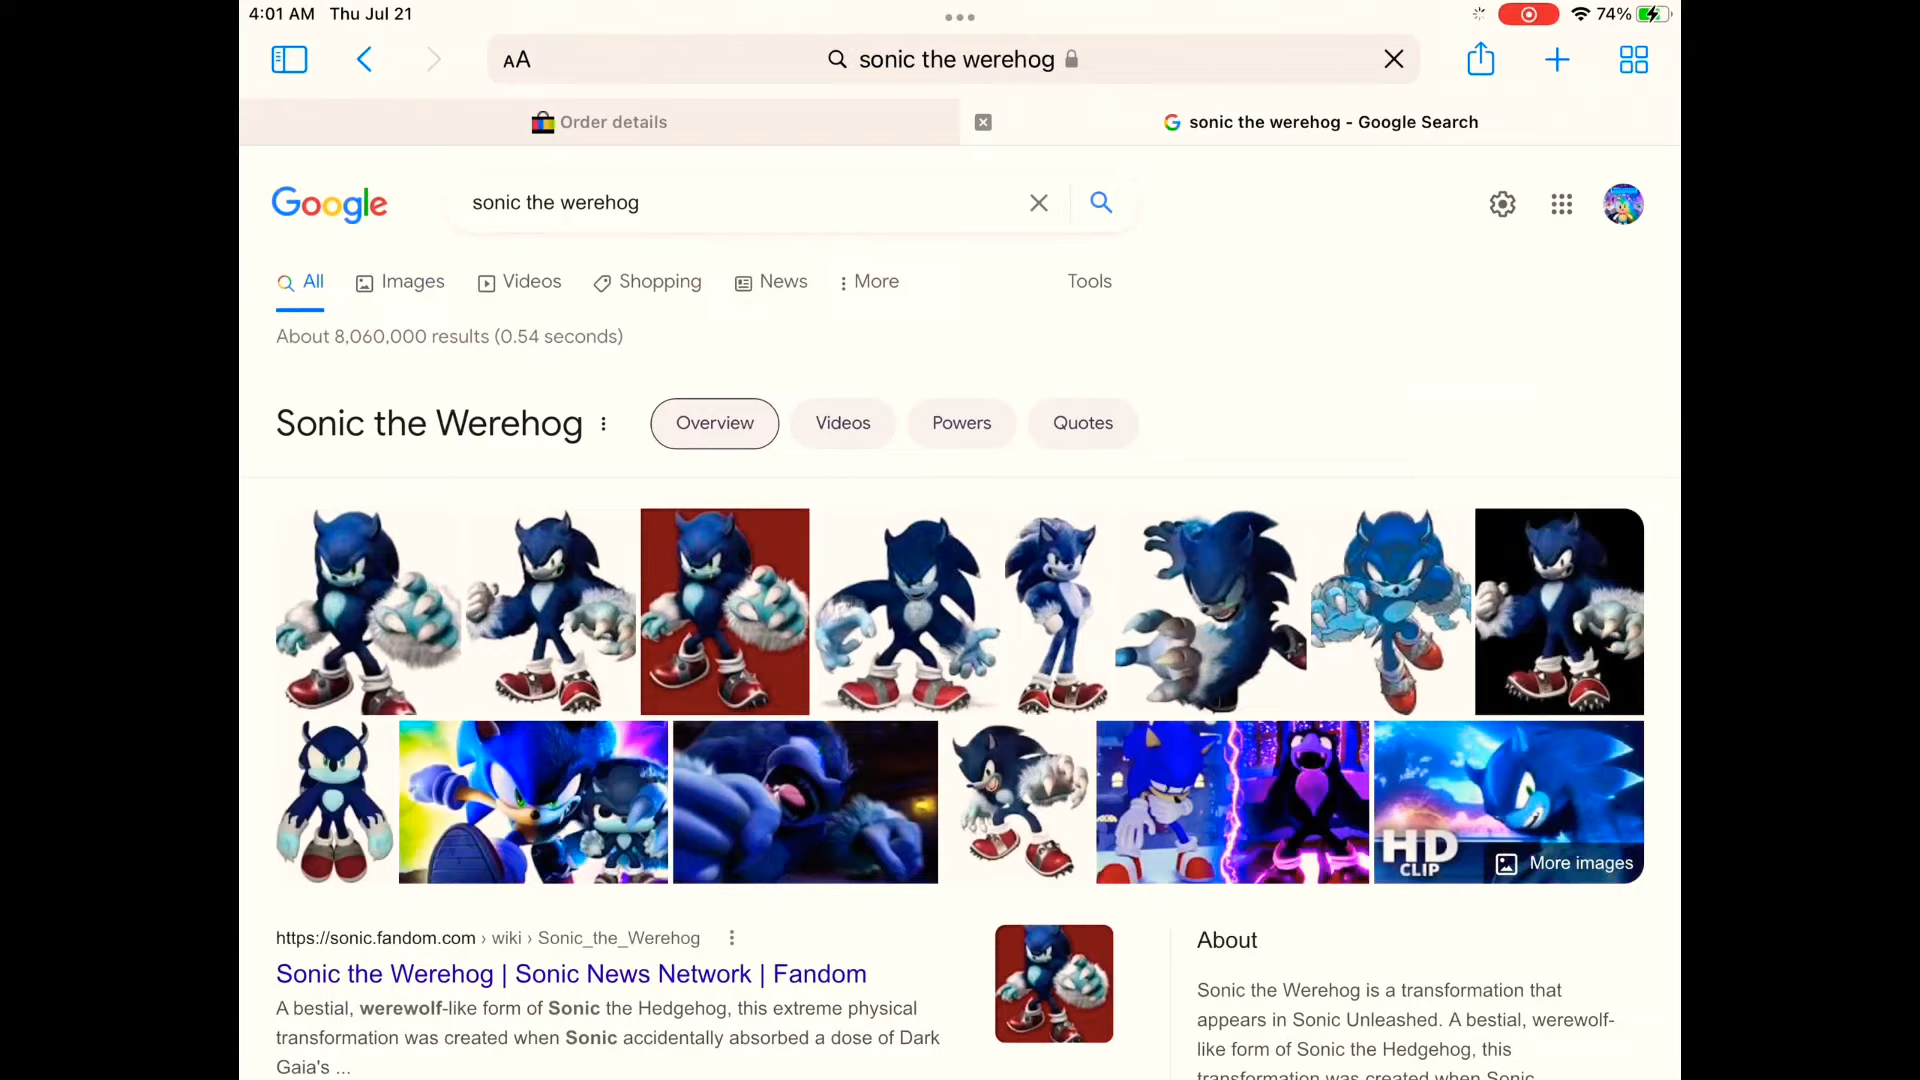 4:01 AM Thu Jul 21
74%
AA
sonic the werehog
Order details
sonic the werehog - Google Search
Google
sonic the werehog
All
Images
Videos
Shopping
News
More
Tools
About 8,060,000 results (0.54 seconds)
Sonic the Werehog
Overview
Videos
Powers
Quotes
HD
CLIP
More images
https://sonic.fandom.com › wiki › Sonic_the_Werehog
Sonic the Werehog | Sonic News Network | Fandom
A bestial, werewolf-like form of Sonic the Hedgehog, this extreme physical
transformation was created when Sonic accidentally absorbed a dose of Dark
Gaia's ...
About
Sonic the Werehog is a transformation that
appears in Sonic Unleashed. A bestial, werewolf-
like form of Sonic the Hedgehog, this
transformation was created when Sonic